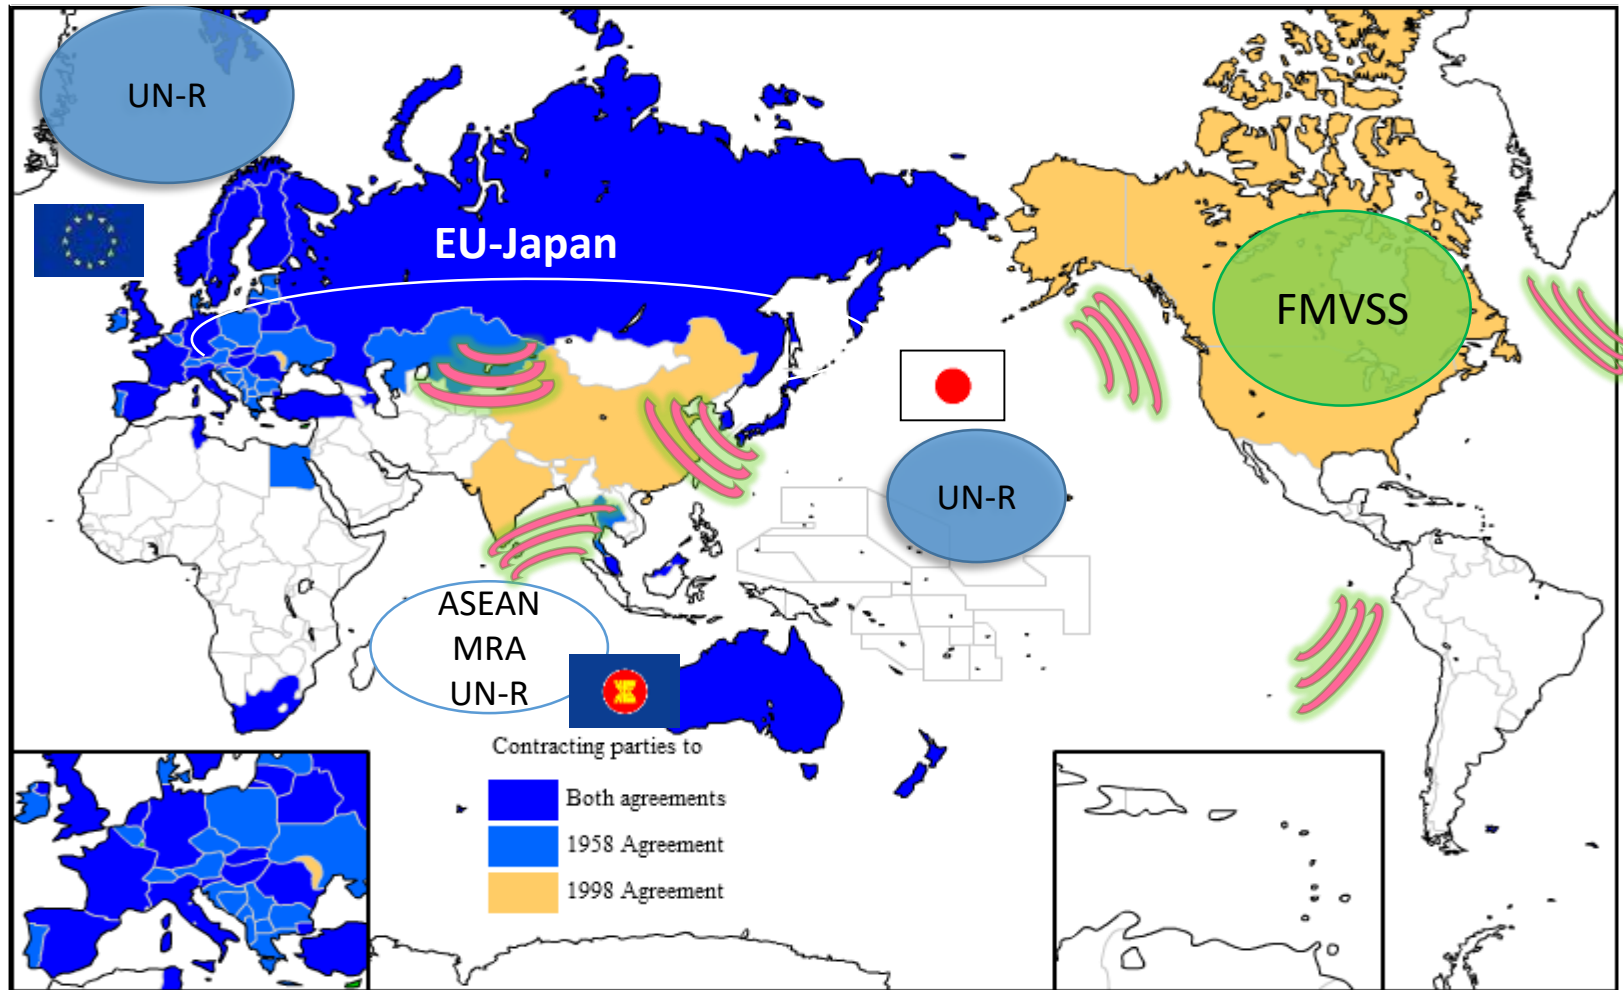 UN-R
EU-Japan
FMVSS
UN-R
ASEAN
MRA
UN-R
Contracting parties to
Both agreements
1958 Agreement
1998 Agreement